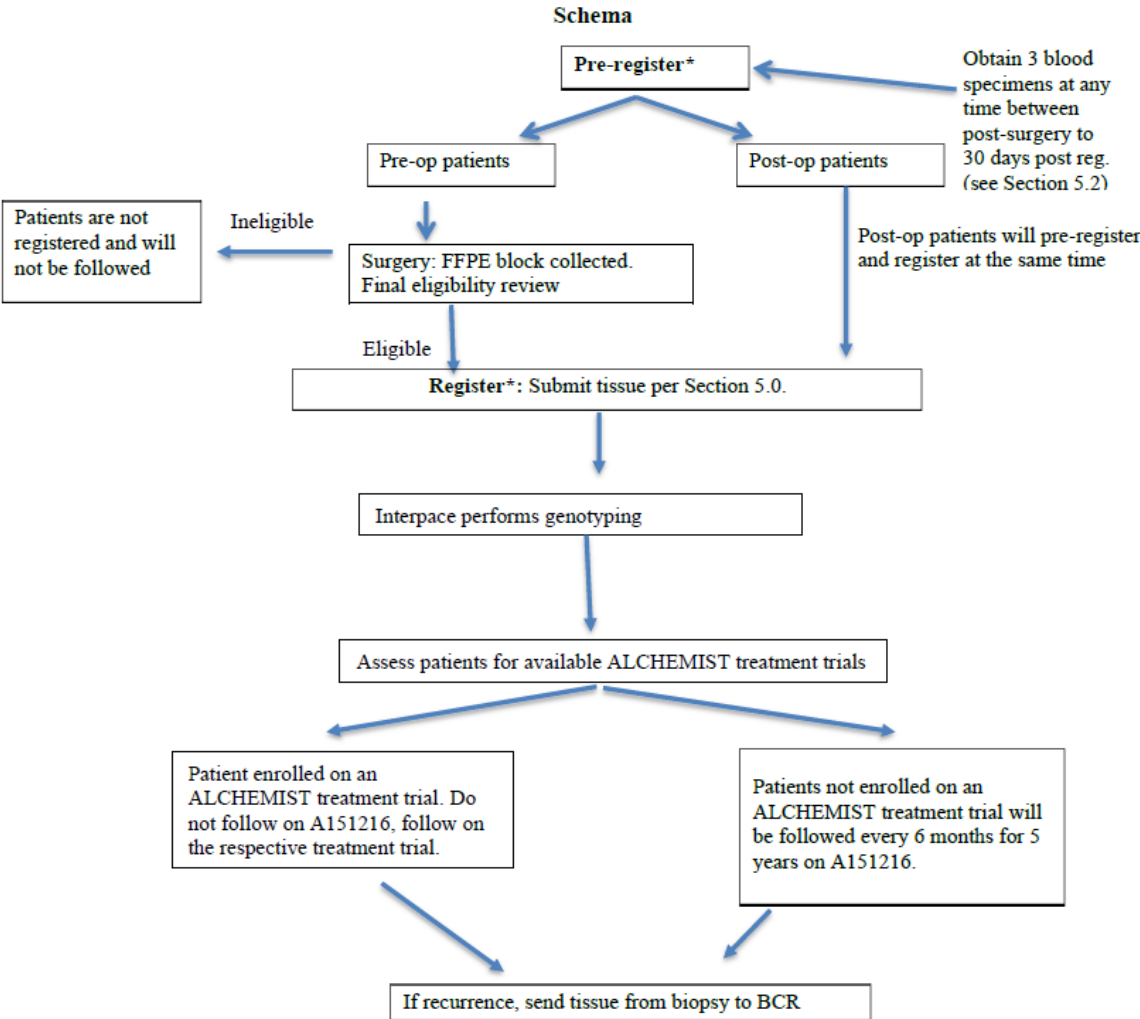 Schema
Pre-register*
Obtain 3 blood
specimens at any
time between
post-surgery to
30 days post reg.
(see Section 5.2)
Pre-op patients
Post-op patients
Patients are not
registered and will
not be followed
Ineligible
Surgery: FFPE block collected.
Final eligibility review
Post-op patients will pre-register
and register at the same time
Eligible
Register*: Submit tissue per Section 5.0.
Interpace performs genotyping
Assess patients for available ALCHEMIST treatment trials
Patient enrolled on an
ALCHEMIST treatment trial. Do
not follow on A151216, follow on
the respective treatment trial.
Patients not enrolled on an
ALCHEMIST treatment trial will
be followed every 6 months for 5
years on A151216.
If recurrence, send tissue from biopsy to BCR